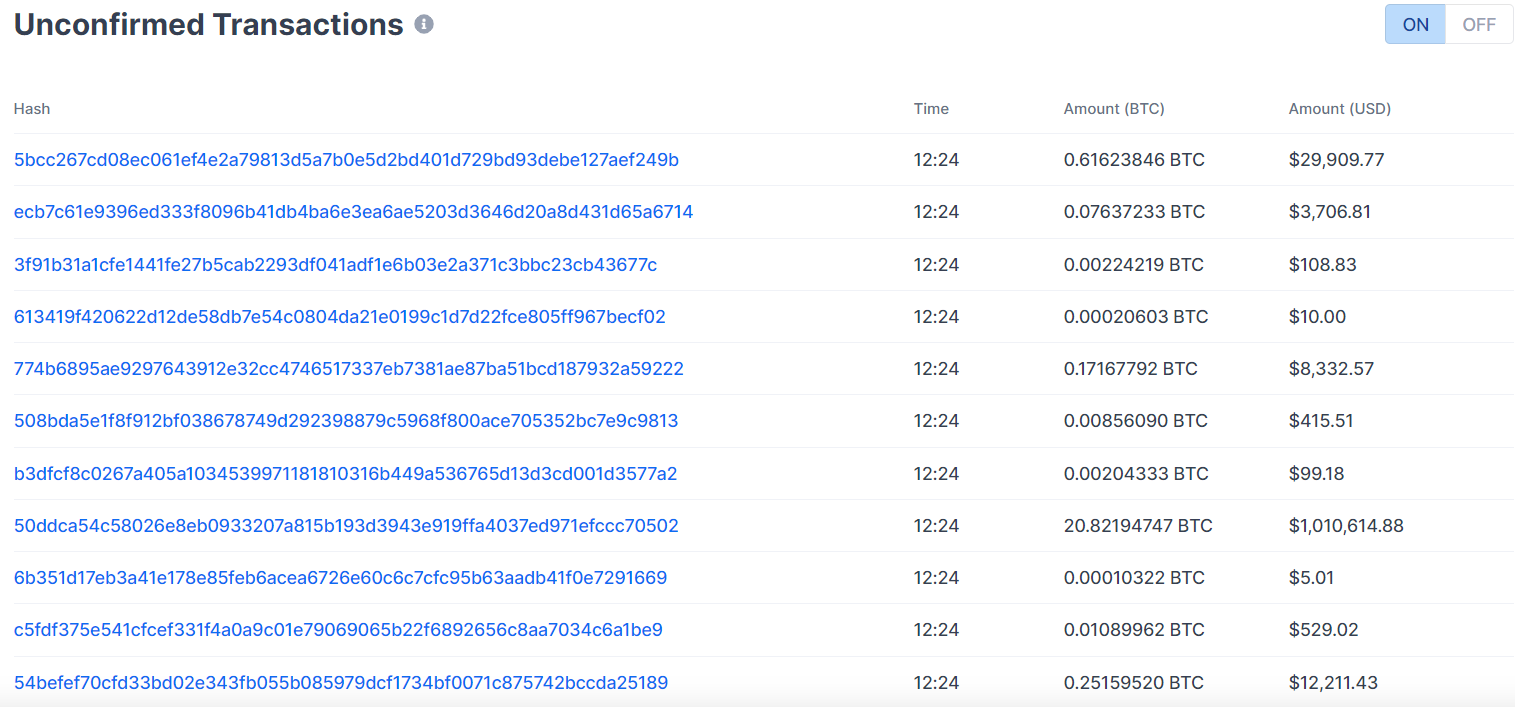 Unconfirmed Transactions
ON OFF
Hash Time Amount (BTC) Amount (USD)
5bcc267cd08ec061ef4e2a79813d5a7b0e5d2bd401d729bd93debe127aef249b 12:24 0.61623846 BTC $29,909.77
ecb7c61e9396ed333f8096b41db4ba6e3ea6ae5203d3646d20a8d431d65a6714 12:24 0.07637233 BTC $3,706.81
3f91b31a1cfe1441fe27b5cab2293df041adf1e6b03e2a371c3bbc23cb43677c 12:24 0.00224219 BTC $108.83
613419f420622d12de58db7e54c0804da21e0199c1d7d22fce805ff967becf02 12:24 0.00020603 BTC $10.00
774b6895ae9297643912e32cc4746517337eb7381ae87ba51bcd187932a59222 12:24 0.17167792 BTC $8,332.57
508bda5e1f8f912bf038678749d292398879c5968f800ace705352bc7e9c9813 12:24 0.00856090 BTC $415.51
b3dfcf8c0267a405a1034539971181810316b449a536765d13d3cd001d3577a2 12:24 0.00204333 BTC $99.18
50ddca54c58026e8eb0933207a815b193d3943e919ffa4037ed971efccc70502 12:24 20.82194747 BTC $1,010,614.88
6b351d17eb3a41e178e85feb6acea6726e60c6c7cfc95b63aadb41f0e7291669 12:24 0.00010322 BTC $5.01
c5fdf375e541cfcef331f4a0a9c01e79069065b22f6892656c8aa7034c6a1be9 12:24 0.01089962 BTC $529.02
54befef70cfd33bd02e343fb055b085979dcf1734bf0071c875742bccda25189 12:24 0.25159520 BTC $12,211.43